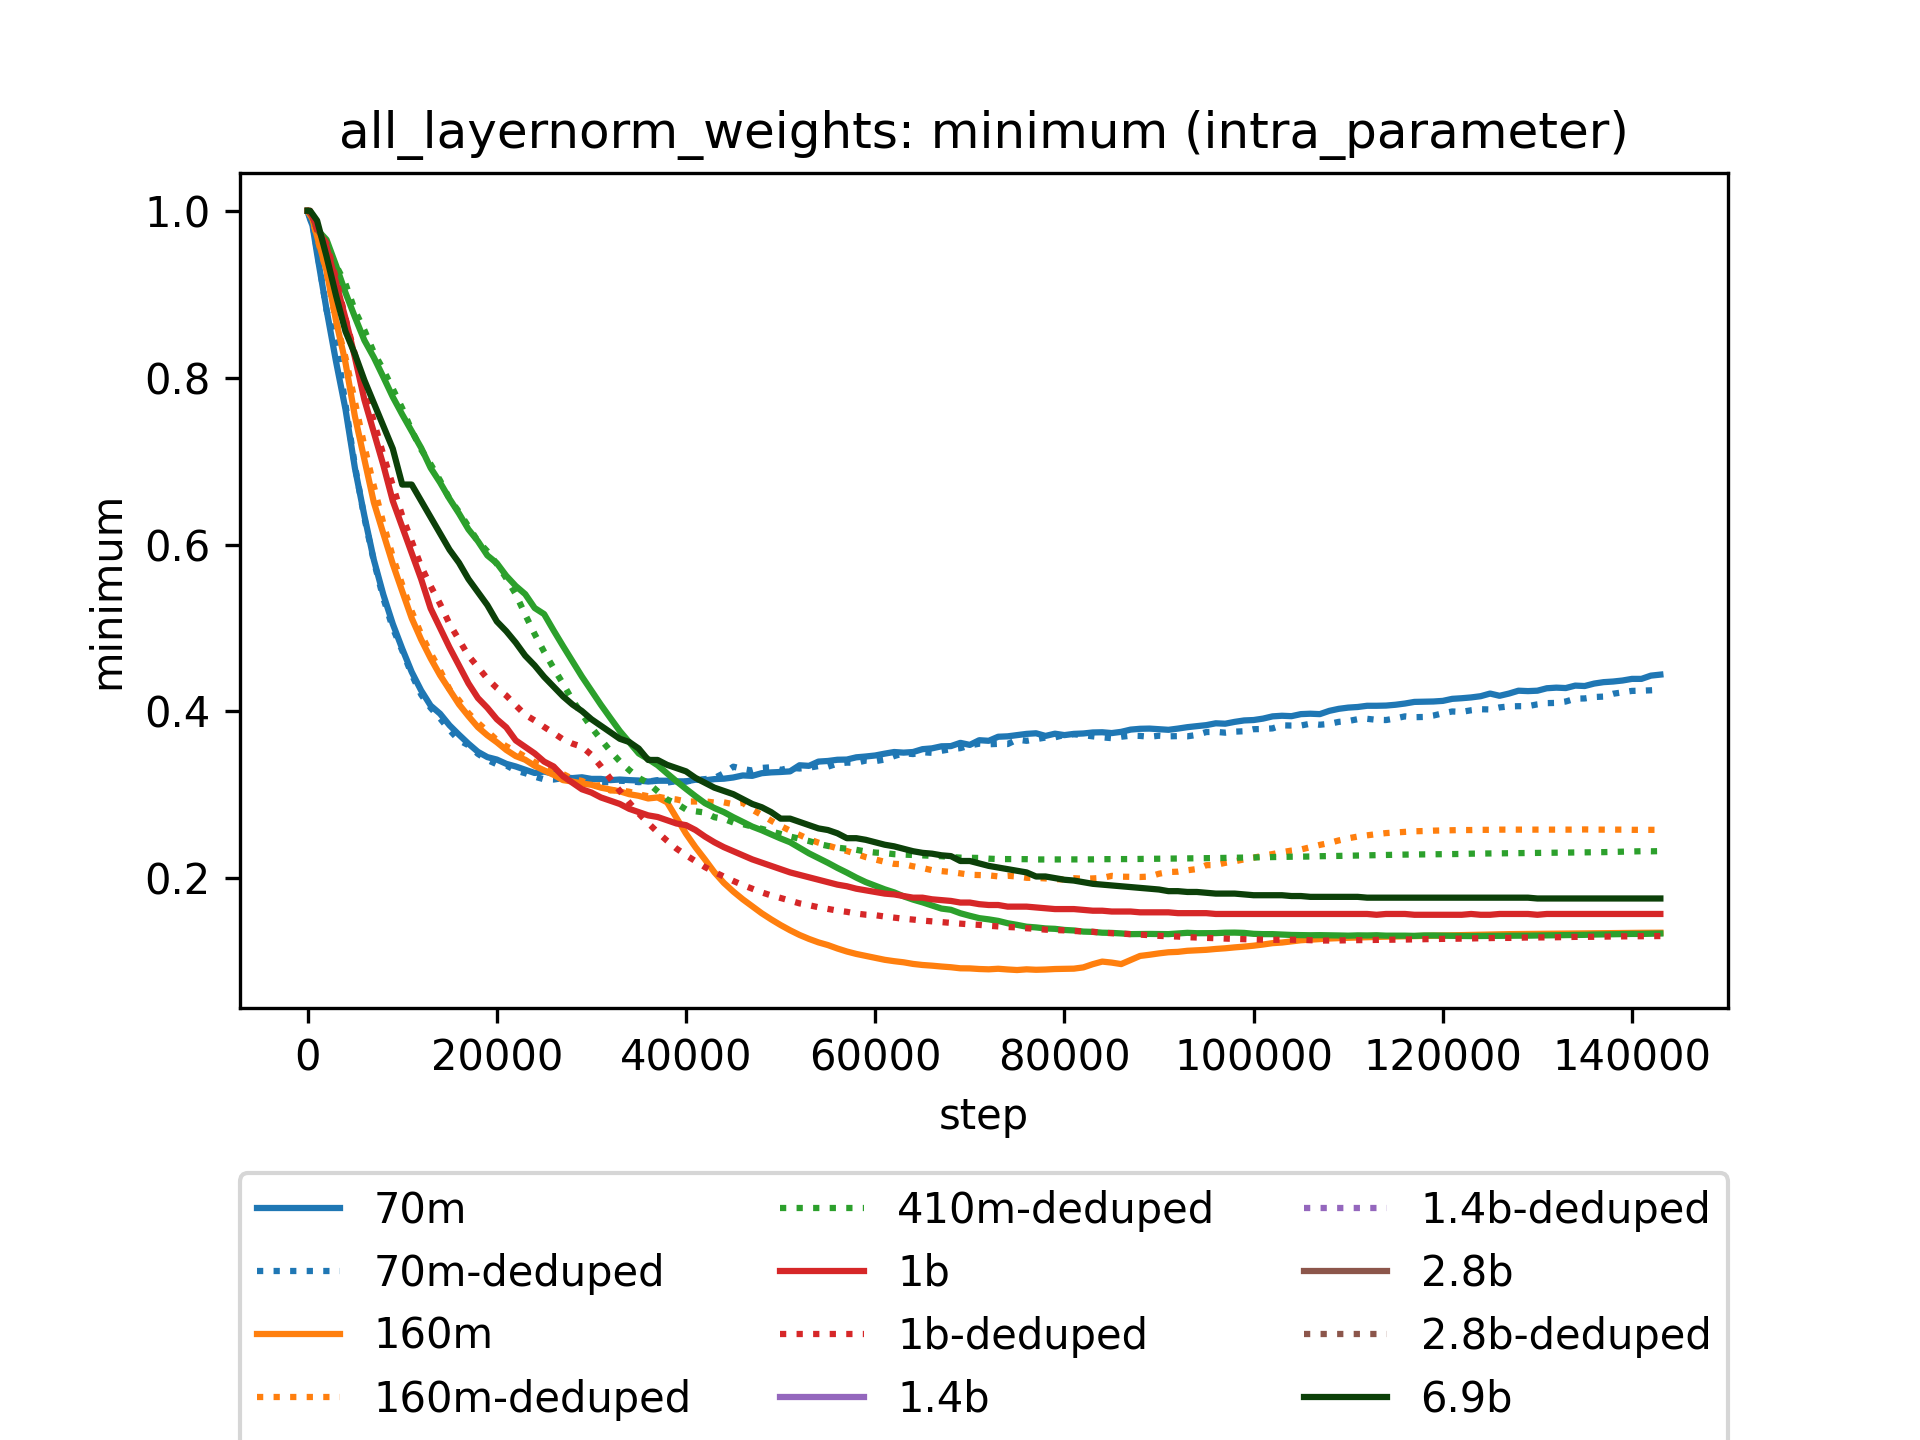 all_layernorm_weights: minimum (intra_parameter)
1.0
0.8
0.6
0.4
0.2
minimum
0 20000 40000 60000 80000 100000 120000 140000
step
70m 410m-deduped 1.4b-deduped
70m-deduped 1b 2.8b
160m 1b-deduped 2.8b-deduped
160m-deduped 1.4b 6.9b